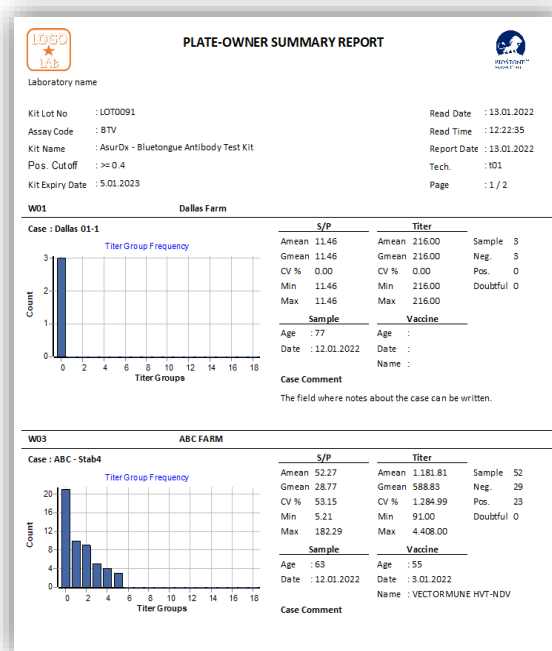 LOGO
LAB
PLATE-OWNER SUMMARY REPORT
BIOSTONE™
Laboratory name
Kit Lot No : LOT0091 Read Date : 13.01.2022
Assay Code : BTV Read Time : 12:22:35
Kit Name : AsurDx - Bluetongue Antibody Test Kit Report Date : 13.01.2022
Pos. Cutoff : >= 0.4 Tech. : t01
Kit Expiry Date : 5.01.2023 Page : 1 / 2
W01 Dallas Farm
Case : Dallas 01-1
Titer Group Frequency
Count
3
2
1
0
0 2 4 6 8 10 12 14 16 18
Titer Groups
S/P Titer
Amean 11.46 Amean 216.00 Sample 3
Gmean 11.46 Gmean 216.00 Neg. 3
CV % 0.00 CV % 0.00 Pos. 0
Min 11.46 Min 216.00 Doubtful 0
Max 11.46 Max 216.00
Sample Vaccine
Age : 77 Age :
Date : 12.01.2022 Date :
Name :
Case Comment
The field where notes about the case can be written.
W03 ABC FARM
Case : ABC - Stab4
Titer Group Frequency
Count
20
16
12
8
4
0
0 2 4 6 8 10 12 14 16 18
Titer Groups
S/P Titer
Amean 52.27 Amean 1.181.81 Sample 52
Gmean 28.77 Gmean 588.83 Neg. 29
CV % 53.15 CV % 1.284.99 Pos. 23
Min 5.21 Min 91.00 Doubtful 0
Max 182.29 Max 4.408.00
Sample Vaccine
Age : 63 Age : 55
Date : 12.01.2022 Date : 3.01.2022
Name : VECTORMUNE HVT-NDV
Case Comment